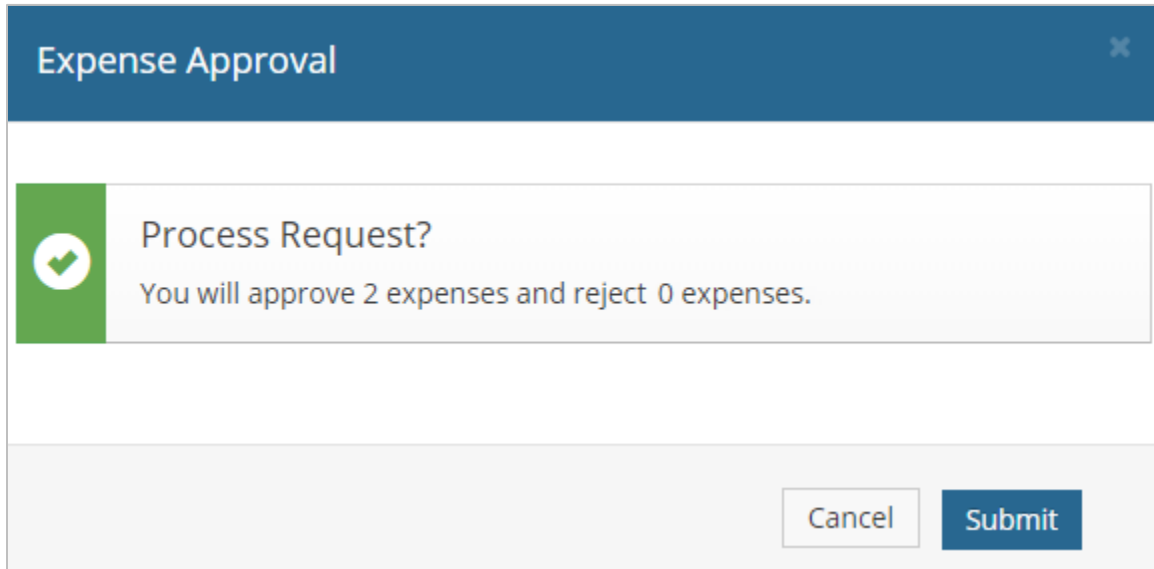 Expense Approval
Process Request?
You will approve 2 expenses and reject 0 expenses.
Cancel
Submit